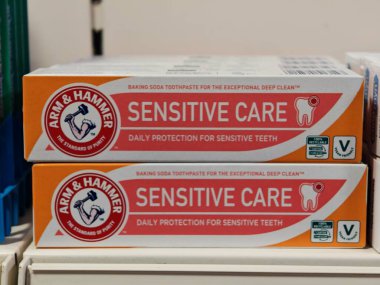 BAKING SODA TOOTHPASTE FOR THE EXCEPTIONAL DEEP CLEAN™
ARM & HAMMER
THE STANDARD OF PURITY
SENSITIVE CARE
DAILY PROTECTION FOR SENSITIVE TEETH
V
BAKING SODA TOOTHPASTE FOR THE EXCEPTIONAL DEEP CLEAN™
ARM & HAMMER
THE STANDARD OF PURITY
SENSITIVE CARE
DAILY PROTECTION FOR SENSITIVE TEETH
V